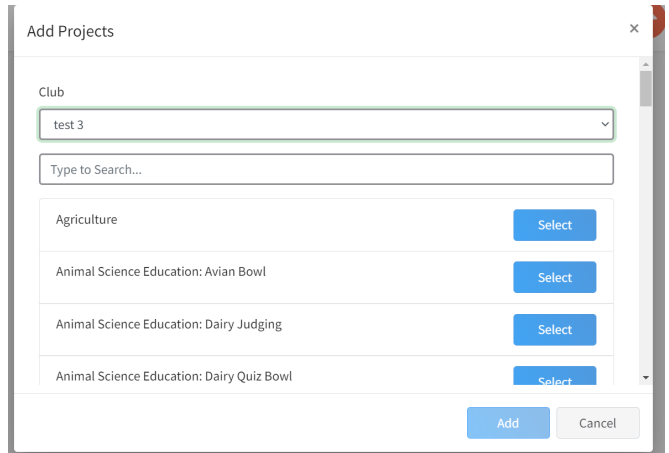 Add Projects ×
Club
test 3
Type to Search...
Agriculture Select
Animal Science Education: Avian Bowl Select
Animal Science Education: Dairy Judging Select
Animal Science Education: Dairy Quiz Bowl Select
Add Cancel